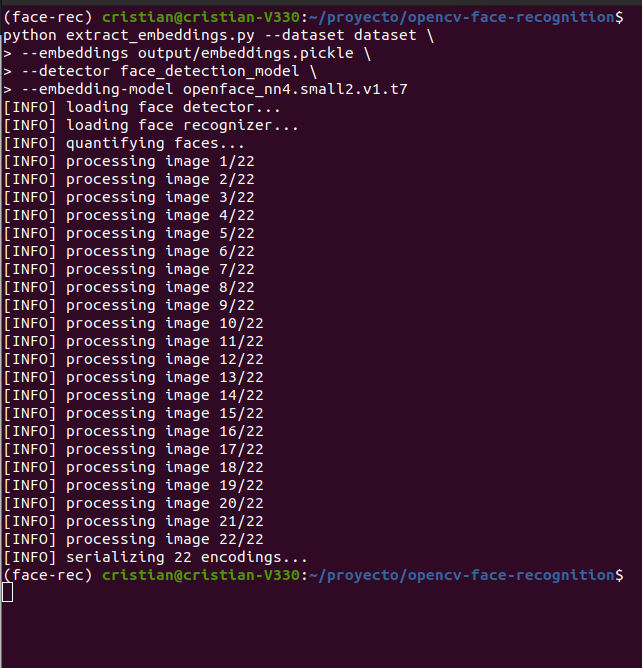 (face-rec) cristian@cristian-V330:~/proyecto/opencv-face-recognition$
python extract_embeddings.py --dataset dataset \
> --embeddings output/embeddings.pickle \
> --detector face_detection_model \
> --embedding-model openface_nn4.small2.v1.t7
[INFO] loading face detector...
[INFO] loading face recognizer...
[INFO] quantifying faces...
[INFO] processing image 1/22
[INFO] processing image 2/22
[INFO] processing image 3/22
[INFO] processing image 4/22
[INFO] processing image 5/22
[INFO] processing image 6/22
[INFO] processing image 7/22
[INFO] processing image 8/22
[INFO] processing image 9/22
[INFO] processing image 10/22
[INFO] processing image 11/22
[INFO] processing image 12/22
[INFO] processing image 13/22
[INFO] processing image 14/22
[INFO] processing image 15/22
[INFO] processing image 16/22
[INFO] processing image 17/22
[INFO] processing image 18/22
[INFO] processing image 19/22
[INFO] processing image 20/22
[INFO] processing image 21/22
[INFO] processing image 22/22
[INFO] serializing 22 encodings...
(face-rec) cristian@cristian-V330:~/proyecto/opencv-face-recognition$